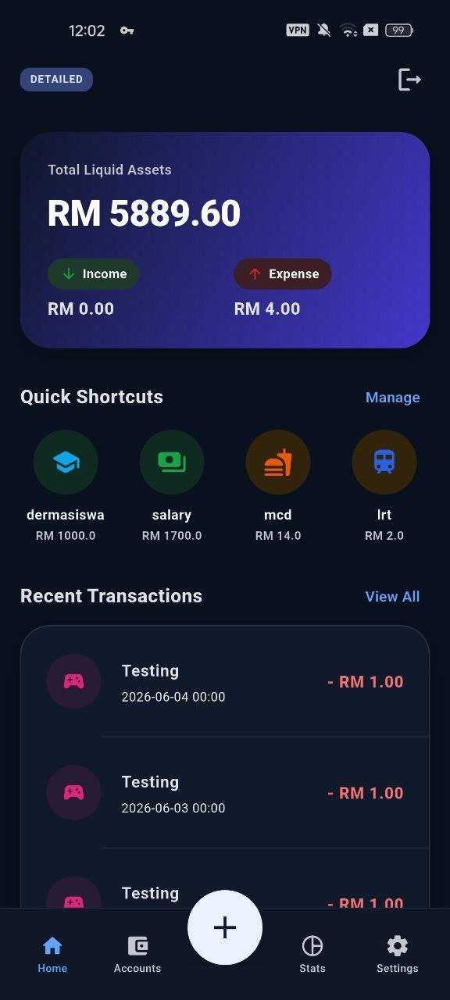 12:02
VPN
99
DETAILED
Total Liquid Assets
RM 5889.60
Income
Expense
RM 0.00
RM 4.00
Quick Shortcuts
Manage
dermasiswa
salary
mcd
lrt
RM 1000.0
RM 1700.0
RM 14.0
RM 2.0
Recent Transactions
View All
Testing
- RM 1.00
2026-06-04 00:00
Testing
- RM 1.00
2026-06-03 00:00
Testing
- RM 1.00
Home
Accounts
Stats
Settings